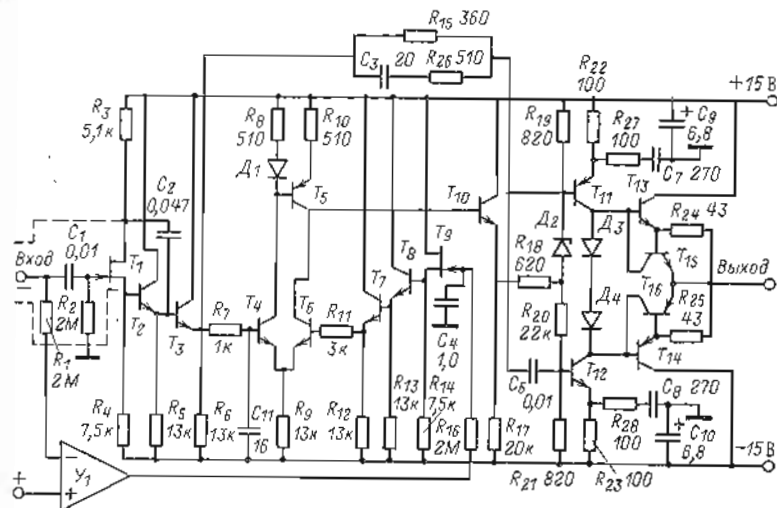 R15 360
C3 20 R26 510
R22 100
+15 В
R3 5,1к
R8 510
R10 510
R19 820
R27 100
C9 6,8
+
C7 270
Д1
C2 0,047
T5
T10
T11
T13
R24 43
C1 0,01
Вход
T1
R2 2М
T2
T3
R7 1к
T4
T6
R11 3к
T7
T8
T9
C4 1,0
R18 620
Д2
Д3
T15
T16
Выход
R25 43
Д4
R20 22к
R1 2М
T12
T14
C6 0,01
R4 7,5к
R5 13к
R6 13к
C11 16
R9 13к
R12 13к
R13 13к
R14 7,5к
R16 2М
R17 20к
C8 270
R28 100
C10 6,8
+
-15 В
R21 820
R23 100
У1
−
+
+